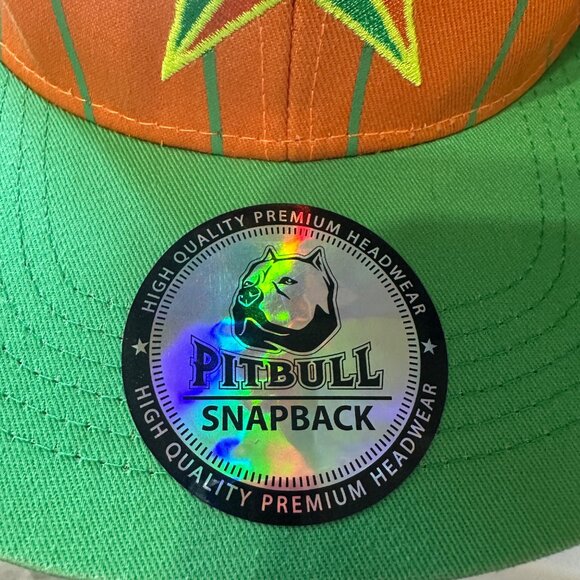 HIGH QUALITY PREMIUM HEADWEAR
PITBULL
SNAPBACK
HIGH QUALITY PREMIUM HEADWEAR